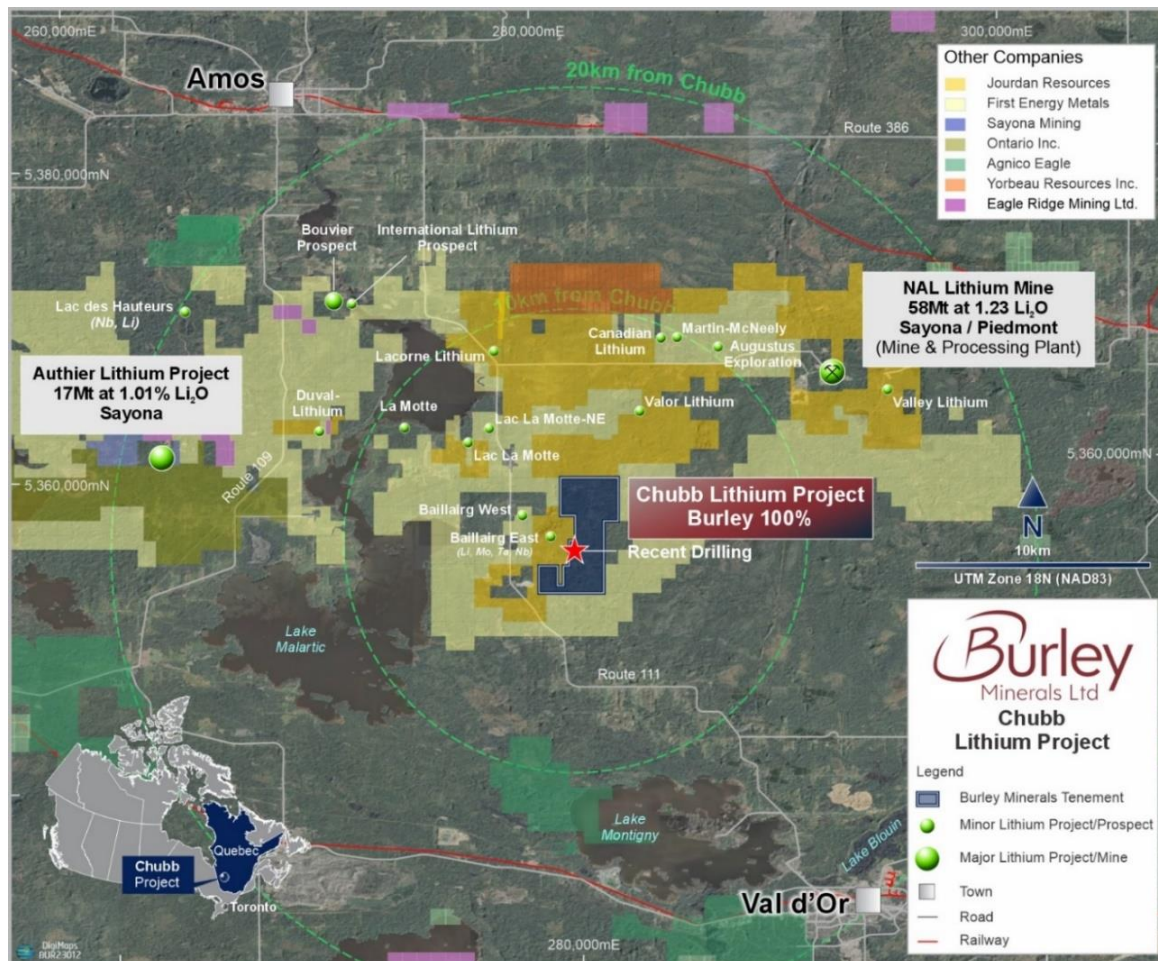 260,000mE
280,000mE
300,000mE
Amos
20km from Chubb
Route 386
5,380,000mN
Other Companies
Jourdan Resources
First Energy Metals
Sayona Mining
Ontario Inc.
Agnico Eagle
Yorbeau Resources Inc.
Eagle Ridge Mining Ltd.
Bouvier
Prospect
International Lithium
Prospect
Lac des Hauteurs
(Nb, Li)
10km from Chubb
Canadian
Lithium
Martin-McNeely
Augustus
Exploration
NAL Lithium Mine
58Mt at 1.23 Li₂O
Sayona / Piedmont
(Mine & Processing Plant)
Lacorne Lithium
Authier Lithium Project
17Mt at 1.01% Li₂O
Sayona
Duval-
Lithium
La Motte
Lac La Motte-NE
Lac La Motte
Valor Lithium
Valley Lithium
Route 109
5,360,000mN
5,360,000mN
Chubb Lithium Project
Burley 100%
Baillairg West
Baillairg East
(Li, Mo, Ta, Nb)
Recent Drilling
N
10km
UTM Zone 18N (NAD83)
Lake
Malartic
Route 111
Burley
Minerals Ltd
Chubb
Lithium Project
Legend
Burley Minerals Tenement
Minor Lithium Project/Prospect
Major Lithium Project/Mine
Town
Road
Railway
Lake
Montigny
Lake Blouin
Val d'Or
Quebec
Chubb
Project
Toronto
280,000mE
DigiMaps
BUR23012